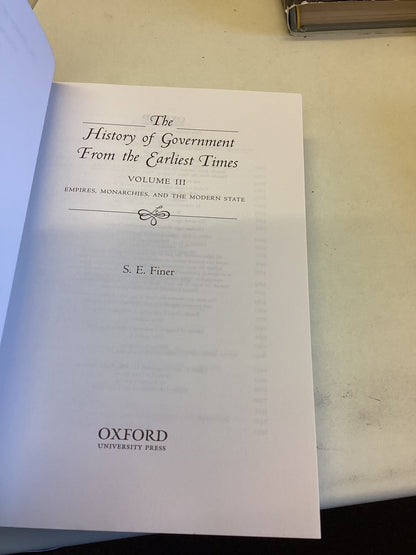 The
History of Government
From the Earliest Times
VOLUME III
EMPIRES, MONARCHIES, AND THE MODERN STATE
S. E. Finer
OXFORD
UNIVERSITY PRESS